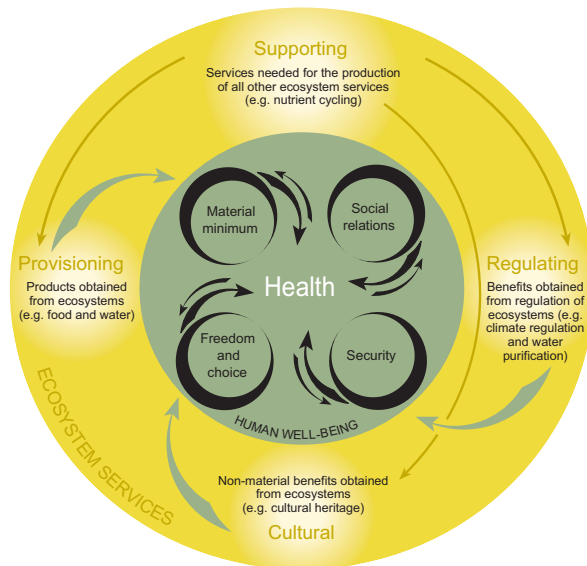 Supporting
Services needed for the production
of all other ecosystem services
(e.g. nutrient cycling)
Material
minimum
Social
relations
Provisioning
Products obtained
from ecosystems
(e.g. food and water)
Health
Regulating
Benefits obtained
from regulation of
ecosystems (e.g.
climate regulation
and water
purification)
Freedom
and
choice
Security
HUMAN WELL-BEING
ECOSYSTEM SERVICES
Non-material benefits obtained
from ecosystems
(e.g. cultural heritage)
Cultural